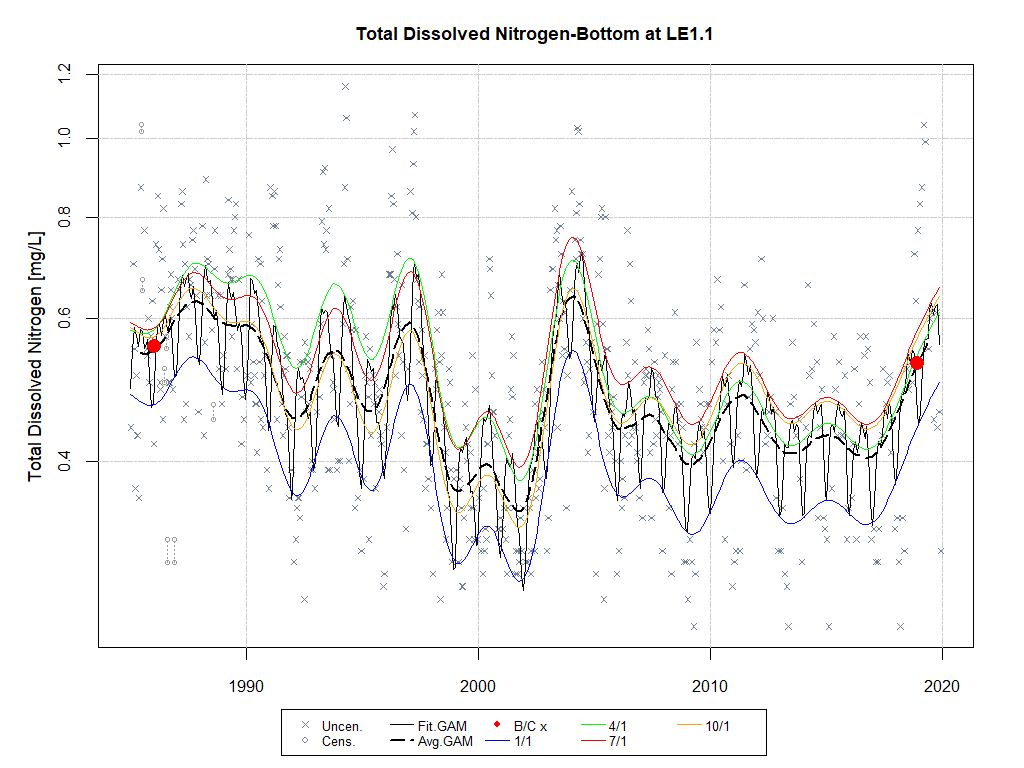 Total Dissolved Nitrogen-Bottom at LE1.1
Total Dissolved Nitrogen [mg/L]
1.2
1.0
0.8
0.6
0.4
1990 2000 2010 2020
Uncen. Fit.GAM B/C x 4/1 10/1
Cens. Avg.GAM 1/1 7/1